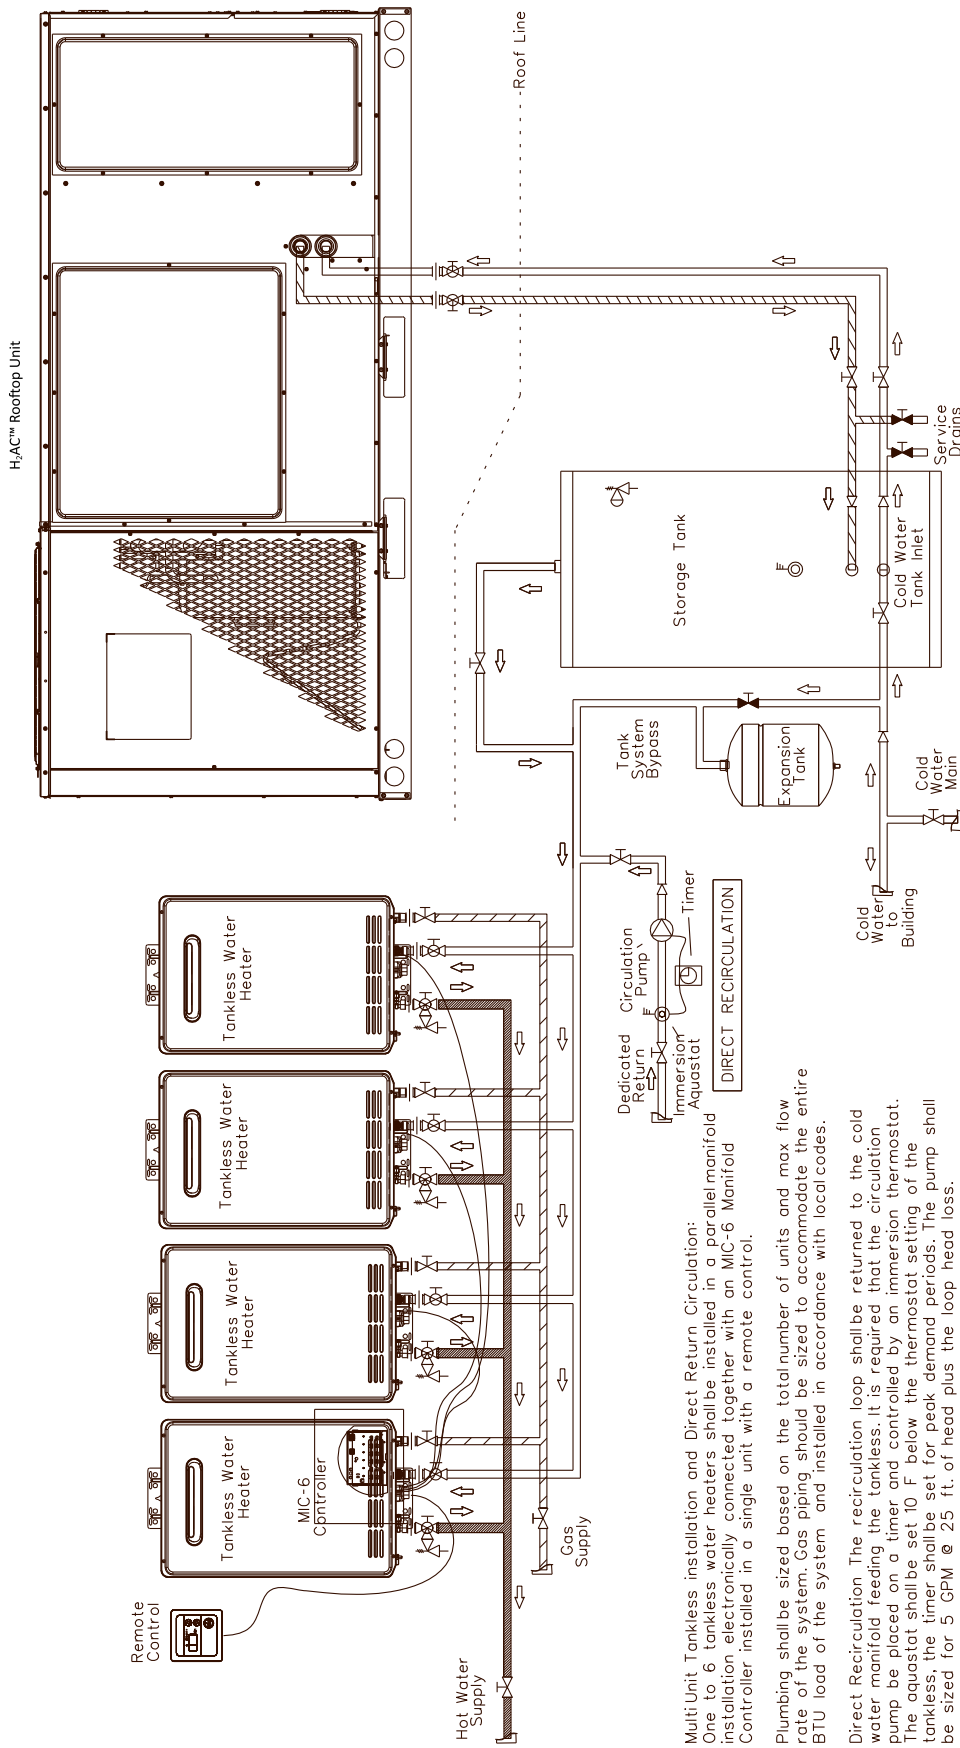 H₂AC™ Rooftop Unit
Roof Line
Service
Drains
Cold Water
Tank Inlet
Storage Tank
Tank
System
Bypass
Expansion
Tank
Cold
Water
Main
Cold
Water
to
Building
Timer
Circulation
Pump
Dedicated
Return
Immersion
Aquastat
DIRECT RECIRCULATION
Tankless Water
Heater
Tankless Water
Heater
Tankless Water
Heater
Tankless Water
Heater
MIC-6
Controller
Remote
Control
Gas
Supply
Hot Water
Supply
Multi Unit Tankless installation and Direct Return Circulation:
One to 6 tankless water heaters shall be installed in a parallel manifold
installation electronically connected together with an MIC-6 Manifold
Controller installed in a single unit with a remote control.
Plumbing shall be sized based on the total number of units and max flow
rate of the system. Gas piping should be sized to accommodate the entire
BTU load of the system and installed in accordance with local codes.
Direct Recirculation The recirculation loop shall be returned to the cold
water manifold feeding the tankless. It is required that the circulation
pump be placed on a timer and controlled by an immersion thermostat.
The aquastat shall be set 10 F below the thermostat setting of the
tankless, the timer shall be set for peak demand periods. The pump shall
be sized for 5 GPM @ 25 ft. of head plus the loop head loss.